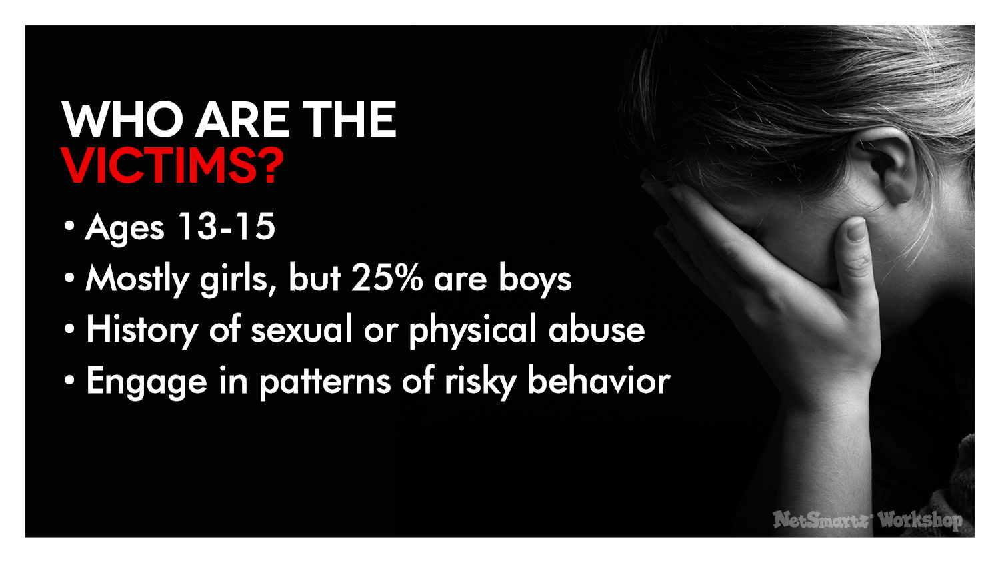 WHO ARE THE
VICTIMS?
• Ages 13-15
• Mostly girls, but 25% are boys
• History of sexual or physical abuse
• Engage in patterns of risky behavior
NetSmartz® Workshop